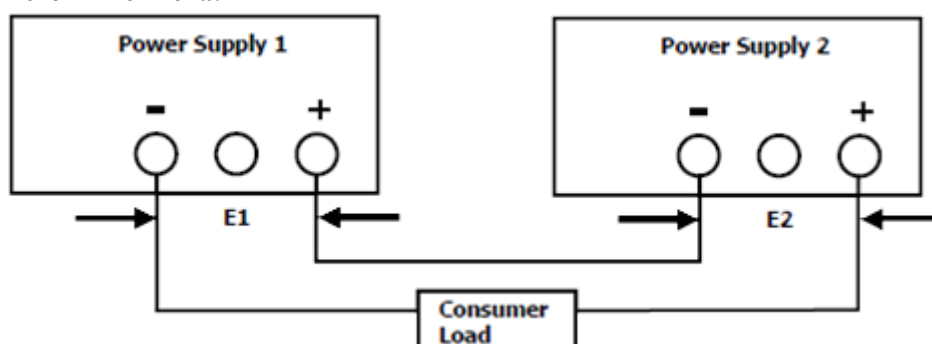 Power Supply 1
Power Supply 2
- +
- +
E1
E2
Consumer
Load